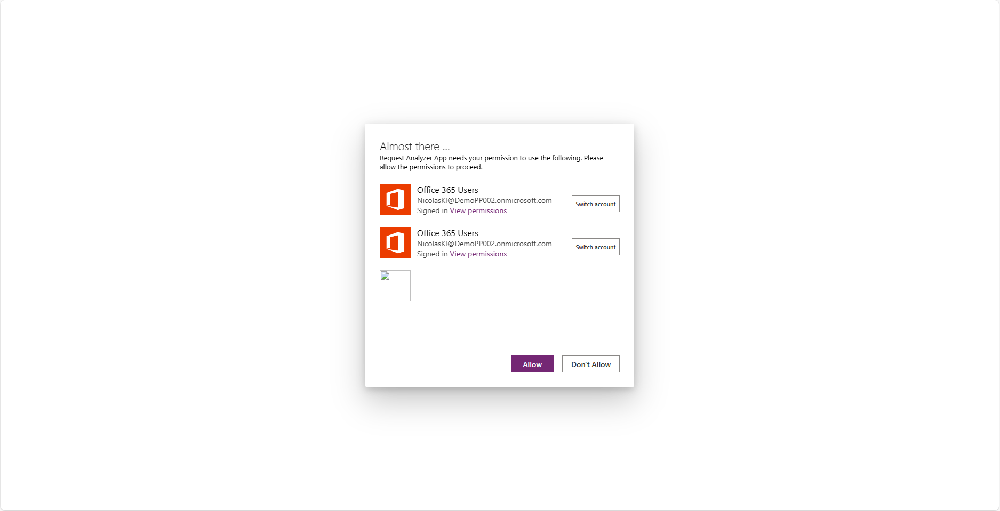 Almost there ...
Request Analyzer App needs your permission to use the following. Please
allow the permissions to proceed.
Office 365 Users
NicolasKI@DemoPP002.onmicrosoft.com
Signed in View permissions
Switch account
Office 365 Users
NicolasKI@DemoPP002.onmicrosoft.com
Signed in View permissions
Switch account
Allow
Don't Allow